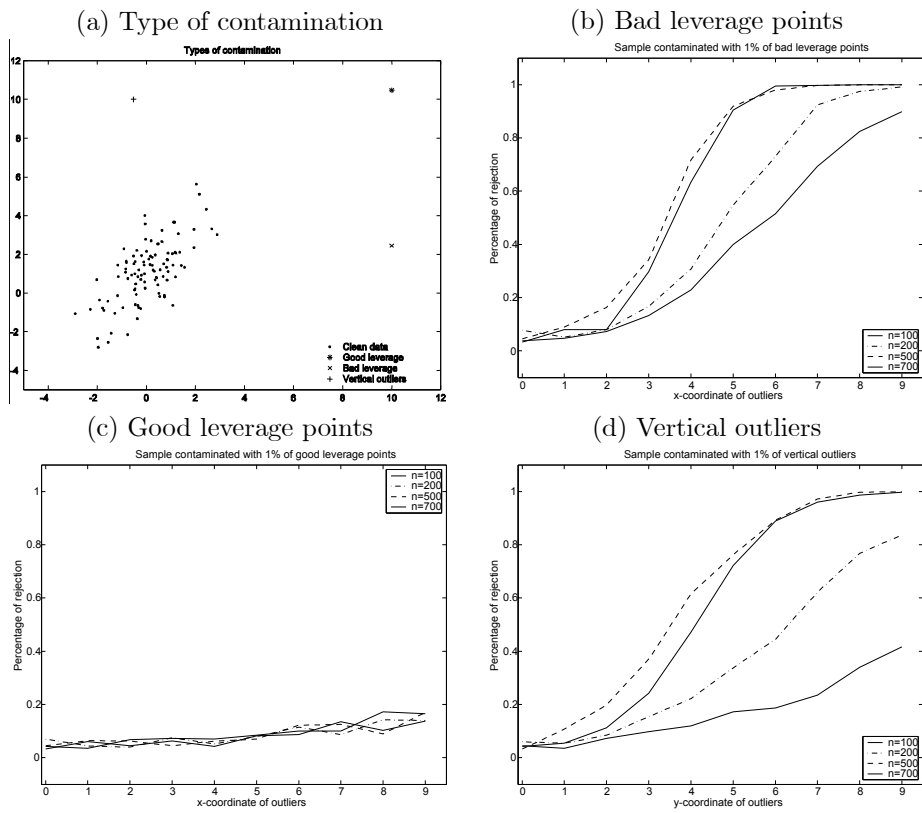 (a) Type of contamination
Types of contamination
12
10
8
6
4
2
0
-2
-4
-4 -2 0 2 4 6 8 10 12
Clean data
Good leverage
Bad leverage
Vertical outliers
(b) Bad leverage points
Sample contaminated with 1% of bad leverage points
Percentage of rejection
1
0.8
0.6
0.4
0.2
0
0 1 2 3 4 5 6 7 8 9
x-coordinate of outliers
n=100
n=200
n=500
n=700
(c) Good leverage points
Sample contaminated with 1% of good leverage points
Percentage of rejection
1
0.8
0.6
0.4
0.2
0
0 1 2 3 4 5 6 7 8 9
x-coordinate of outliers
n=100
n=200
n=500
n=700
(d) Vertical outliers
Sample contaminated with 1% of vertical outliers
Percentage of rejection
1
0.8
0.6
0.4
0.2
0
0 1 2 3 4 5 6 7 8 9
y-coordinate of outliers
n=100
n=200
n=500
n=700